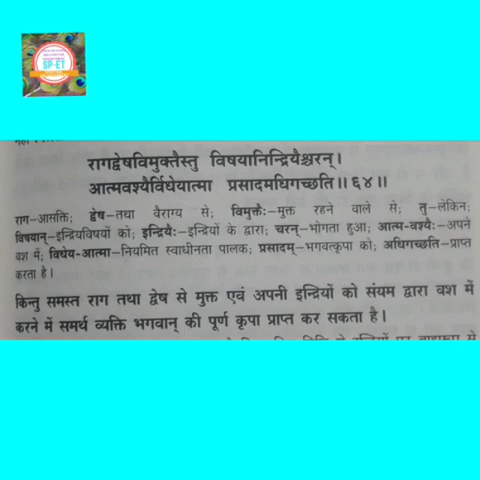 SP-ET
रागद्वेषविमुक्तैस्तु विषयानिन्द्रियैश्चरन्।
आत्मवश्यैर्विधेयात्मा प्रसादमधिगच्छति॥६४॥
राग–आसक्ति; द्वेष–तथा वैराग्य से; विमुक्तैः–मुक्त रहने वाले से; तु–लेकिन;
विषयान्–इन्द्रियविषयों को; इन्द्रियैः–इन्द्रियों के द्वारा; चरन्–भोगता हुआ; आत्म-वश्यैः–अपने
वश में; विधेय-आत्मा–नियमित स्वाधीनता पालक; प्रसादम्–भगवत्कृपा को; अधिगच्छति–प्राप्त
करता है।
किन्तु समस्त राग तथा द्वेष से मुक्त एवं अपनी इन्द्रियों को संयम द्वारा वश में
करने में समर्थ व्यक्ति भगवान् की पूर्ण कृपा प्राप्त कर सकता है।